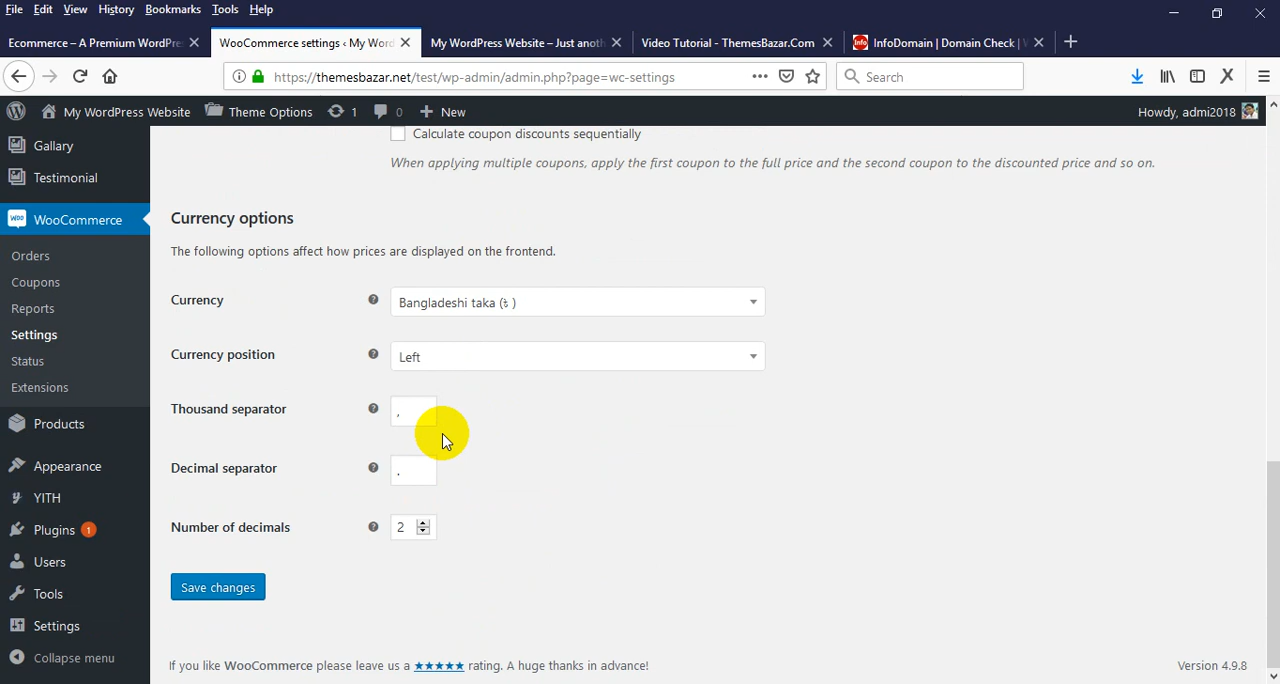 File Edit View History Bookmarks Tools Help
Ecommerce – A Premium WordPre
WooCommerce settings ‹ My Word
My WordPress Website – Just anoth
Video Tutorial - ThemesBazar.Com
Info InfoDomain | Domain Check | W
https://themesbazar.net/test/wp-admin/admin.php?page=wc-settings
Search
My WordPress Website Theme Options 1 0 New Howdy, admi2018
Gallary
Testimonial
WooCommerce
Orders
Coupons
Reports
Settings
Status
Extensions
Products
Appearance
YITH
Plugins 1
Users
Tools
Settings
Collapse menu
Calculate coupon discounts sequentially
When applying multiple coupons, apply the first coupon to the full price and the second coupon to the discounted price and so on.
Currency options
The following options affect how prices are displayed on the frontend.
Currency ? Bangladeshi taka (৳ )
Currency position ? Left
Thousand separator ? ,
Decimal separator ? .
Number of decimals ? 2
Save changes
If you like WooCommerce please leave us a ★★★★★ rating. A huge thanks in advance!
Version 4.9.8